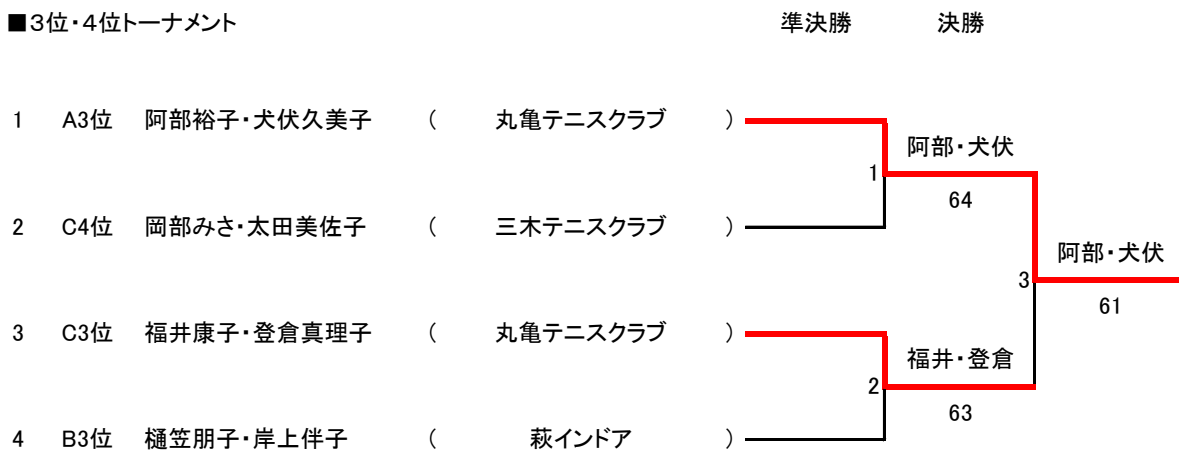 ■3位・4位トーナメント 準決勝 決勝
1 A3位 阿部裕子・犬伏久美子 ( 丸亀テニスクラブ )
阿部・犬伏
1
64
2 C4位 岡部みさ・太田美佐子 ( 三木テニスクラブ )
阿部・犬伏
3
61
3 C3位 福井康子・登倉真理子 ( 丸亀テニスクラブ )
福井・登倉
2
63
4 B3位 樋笠朋子・岸上伴子 ( 萩インドア )